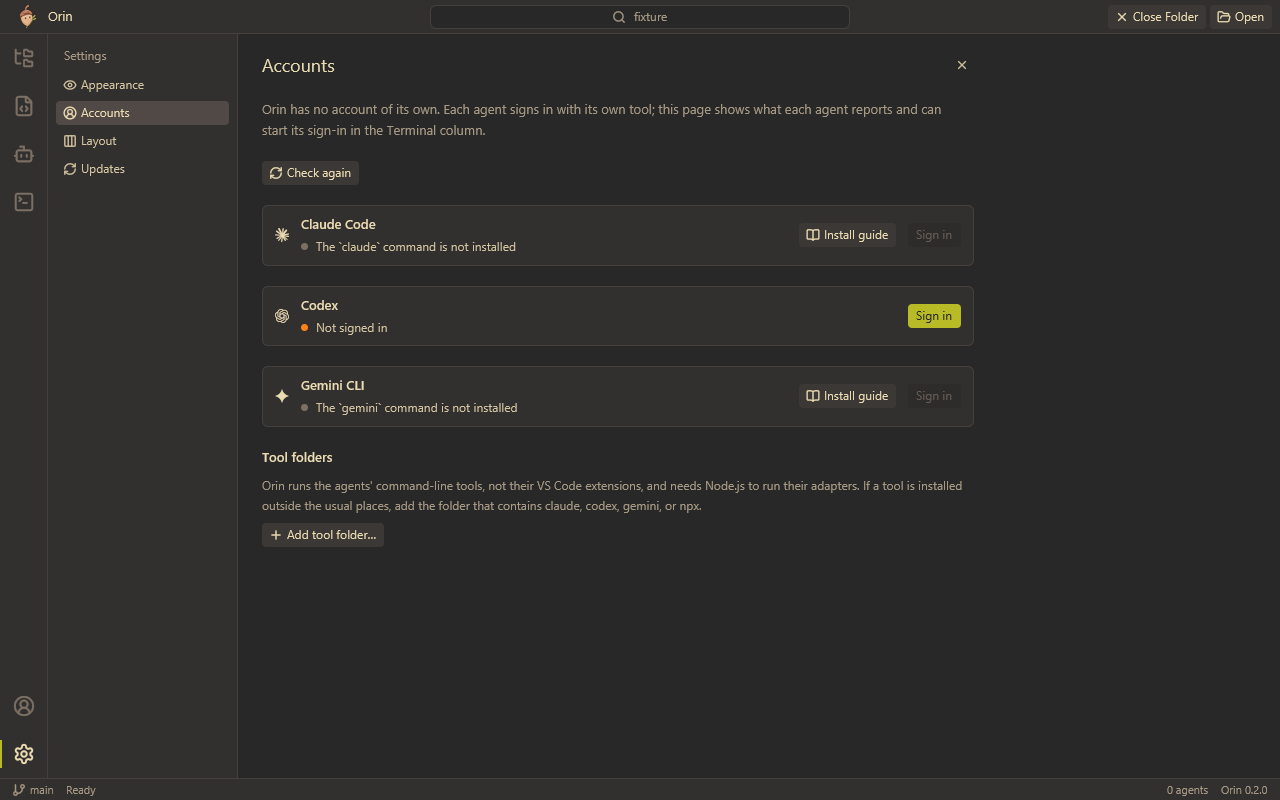 Orin
fixture
Close Folder
Open
Settings
Appearance
Accounts
Layout
Updates
Accounts
Orin has no account of its own. Each agent signs in with its own tool; this page shows what each agent reports and can
start its sign-in in the Terminal column.
Check again
Claude Code
The `claude` command is not installed
Install guide
Sign in
Codex
Not signed in
Sign in
Gemini CLI
The `gemini` command is not installed
Install guide
Sign in
Tool folders
Orin runs the agents' command-line tools, not their VS Code extensions, and needs Node.js to run their adapters. If a tool is installed
outside the usual places, add the folder that contains claude, codex, gemini, or npx.
Add tool folder...
main
Ready
0 agents
Orin 0.2.0